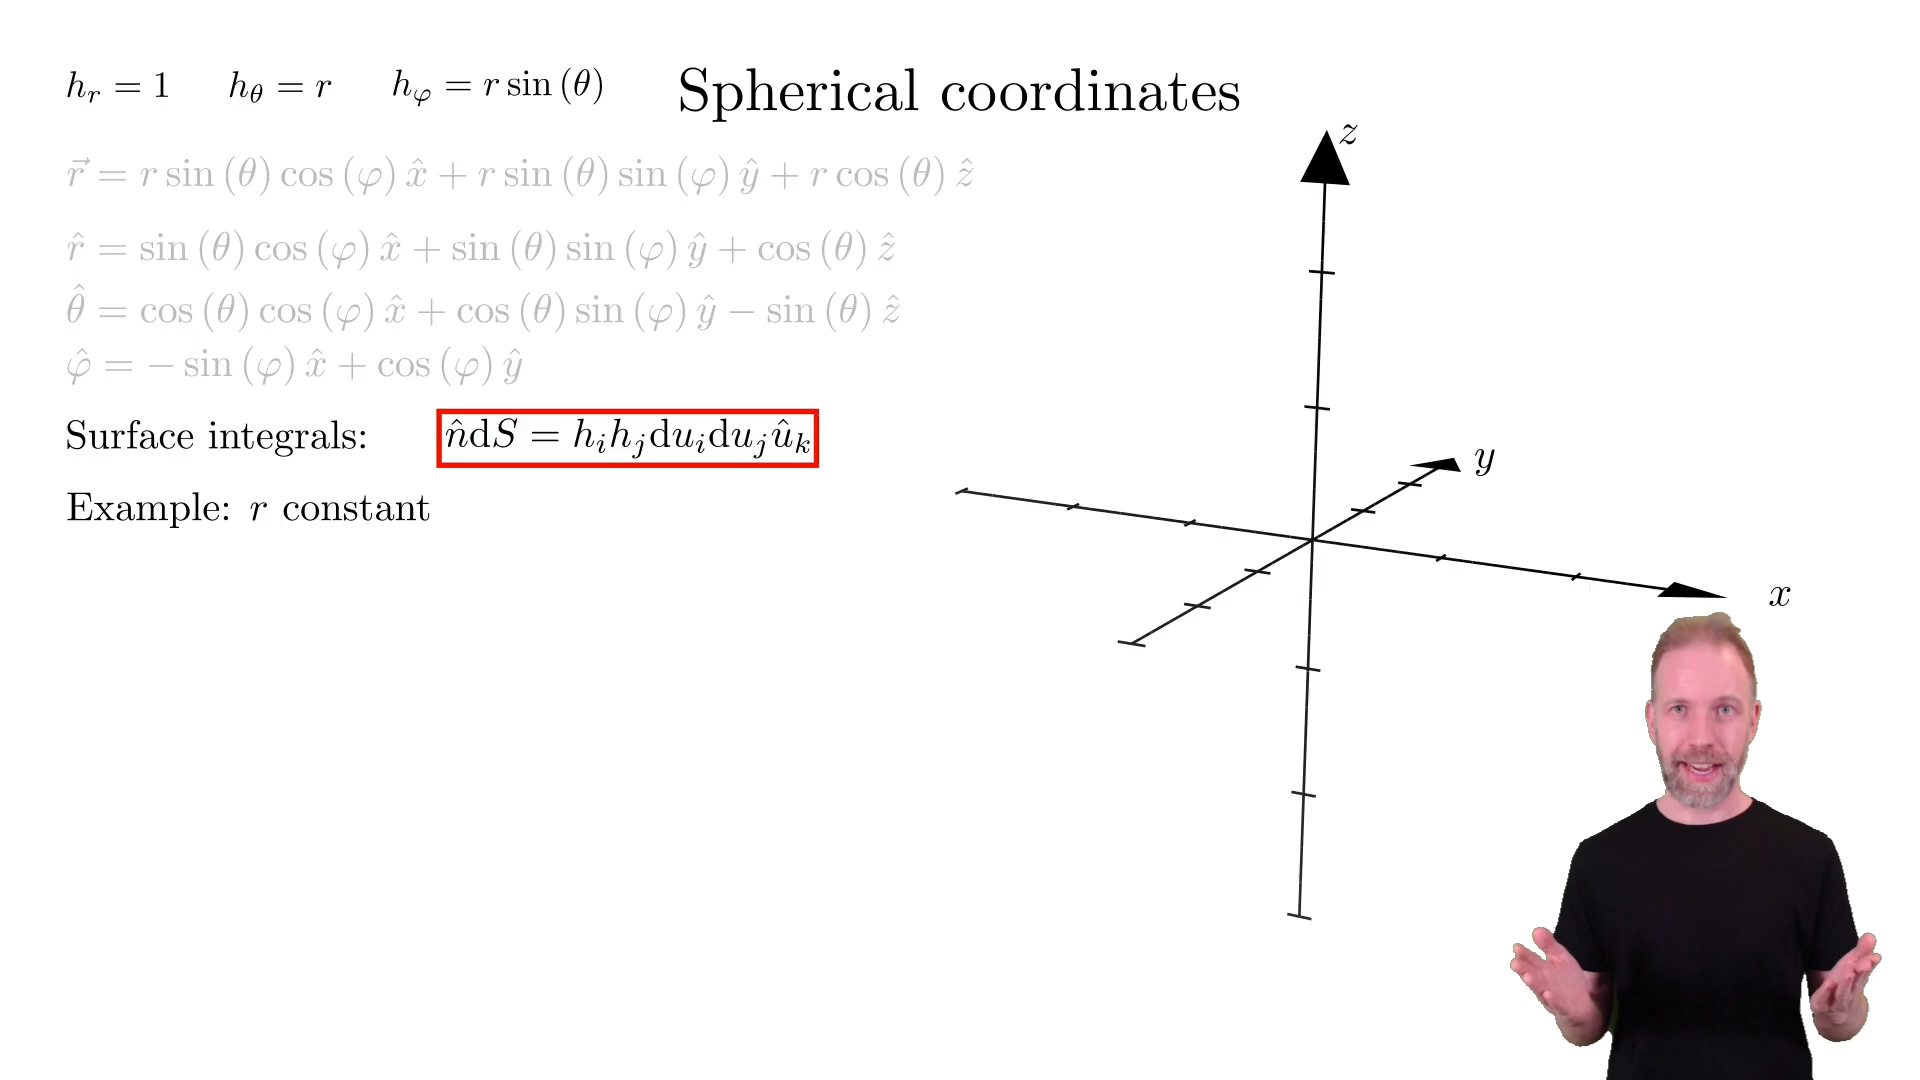 Spherical coordinates
h_r = 1 h_θ = r h_φ = r sin (θ)
r⃗ = r sin (θ) cos (φ) x̂ + r sin (θ) sin (φ) ŷ + r cos (θ) ẑ
r̂ = sin (θ) cos (φ) x̂ + sin (θ) sin (φ) ŷ + cos (θ) ẑ
θ̂ = cos (θ) cos (φ) x̂ + cos (θ) sin (φ) ŷ − sin (θ) ẑ
φ̂ = − sin (φ) x̂ + cos (φ) ŷ
Surface integrals: n̂dS = h_i h_j du_i du_j û_k
Example: r constant
z
y
x